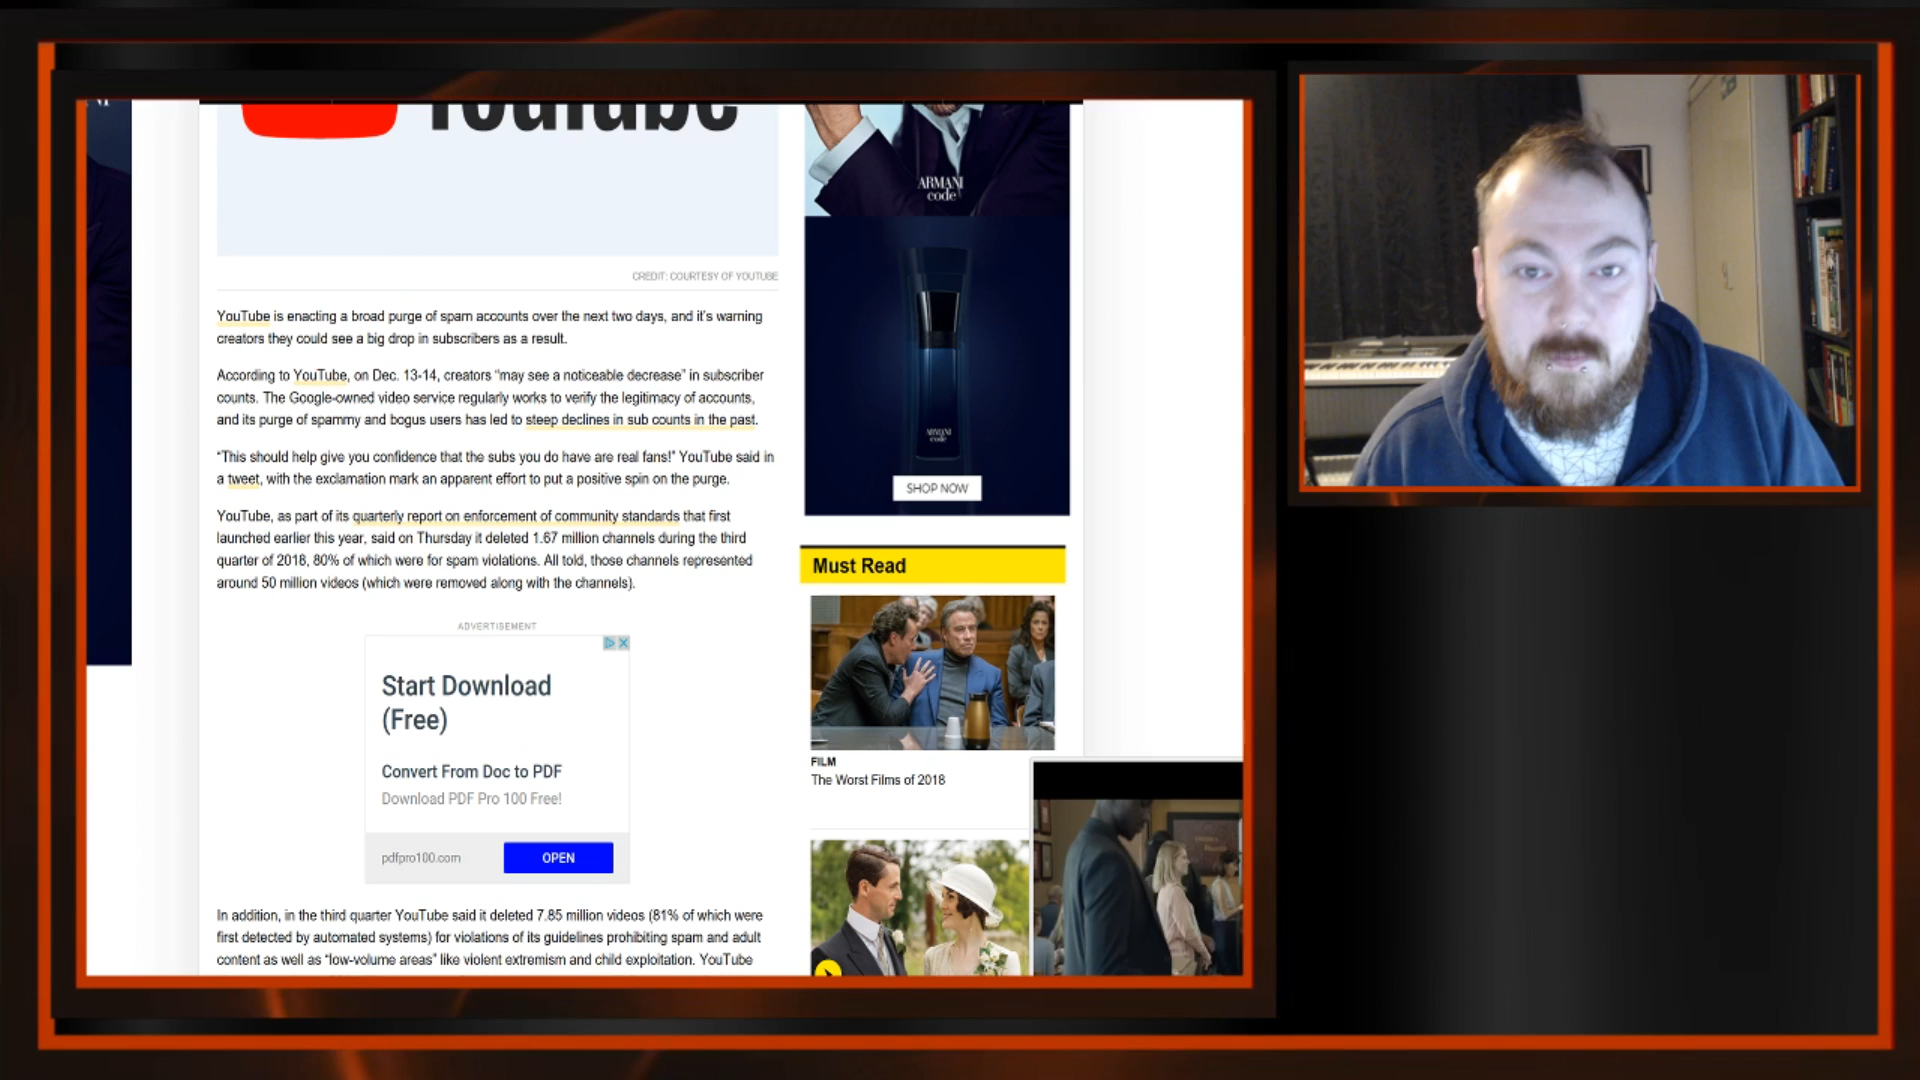 YouTube
ARMANI
code
CREDIT: COURTESY OF YOUTUBE
YouTube is enacting a broad purge of spam accounts over the next two days, and it's warning
creators they could see a big drop in subscribers as a result.
According to YouTube, on Dec. 13-14, creators “may see a noticeable decrease” in subscriber
counts. The Google-owned video service regularly works to verify the legitimacy of accounts,
and its purge of spammy and bogus users has led to steep declines in sub counts in the past.
“This should help give you confidence that the subs you do have are real fans!” YouTube said in
a tweet, with the exclamation mark an apparent effort to put a positive spin on the purge.
YouTube, as part of its quarterly report on enforcement of community standards that first
launched earlier this year, said on Thursday it deleted 1.67 million channels during the third
quarter of 2018, 80% of which were for spam violations. All told, those channels represented
around 50 million videos (which were removed along with the channels).
ADVERTISEMENT
Start Download
(Free)
Convert From Doc to PDF
Download PDF Pro 100 Free!
pdfpro100.com
OPEN
In addition, in the third quarter YouTube said it deleted 7.85 million videos (81% of which were
first detected by automated systems) for violations of its guidelines prohibiting spam and adult
content as well as “low-volume areas” like violent extremism and child exploitation. YouTube
ARMANI
code
SHOP NOW
Must Read
FILM
The Worst Films of 2018